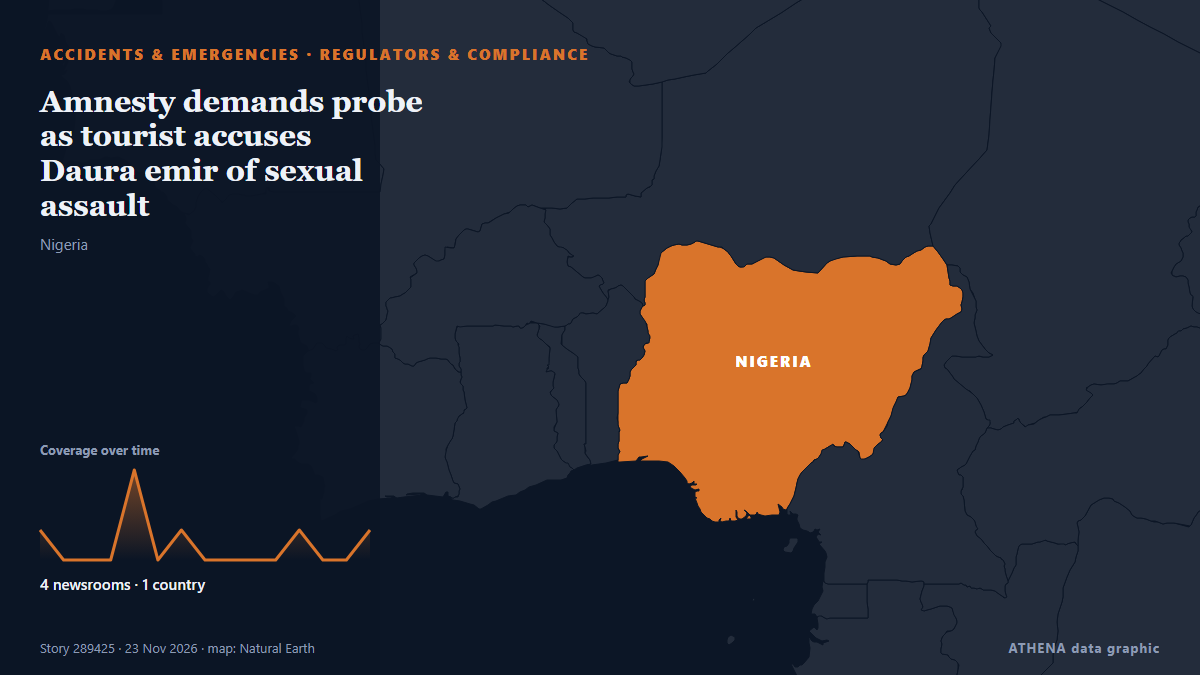 ACCIDENTS & EMERGENCIES · REGULATORS & COMPLIANCE
Amnesty demands probe
as tourist accuses
Daura emir of sexual
assault
Nigeria
NIGERIA
Coverage over time
4 newsrooms · 1 country
Story 289425 · 23 Nov 2026 · map: Natural Earth
ATHENA data graphic